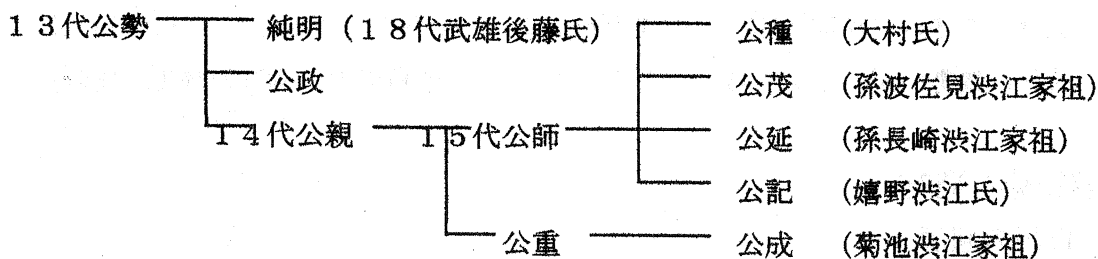 13代公勢 純明(18代武雄後藤氏) 公種 (大村氏)
公政 公茂 (孫波佐見渋江家祖)
14代公親 15代公師 公延 (孫長崎渋江家祖)
公記 (嬉野渋江氏)
公重 公成 (菊池渋江家祖)